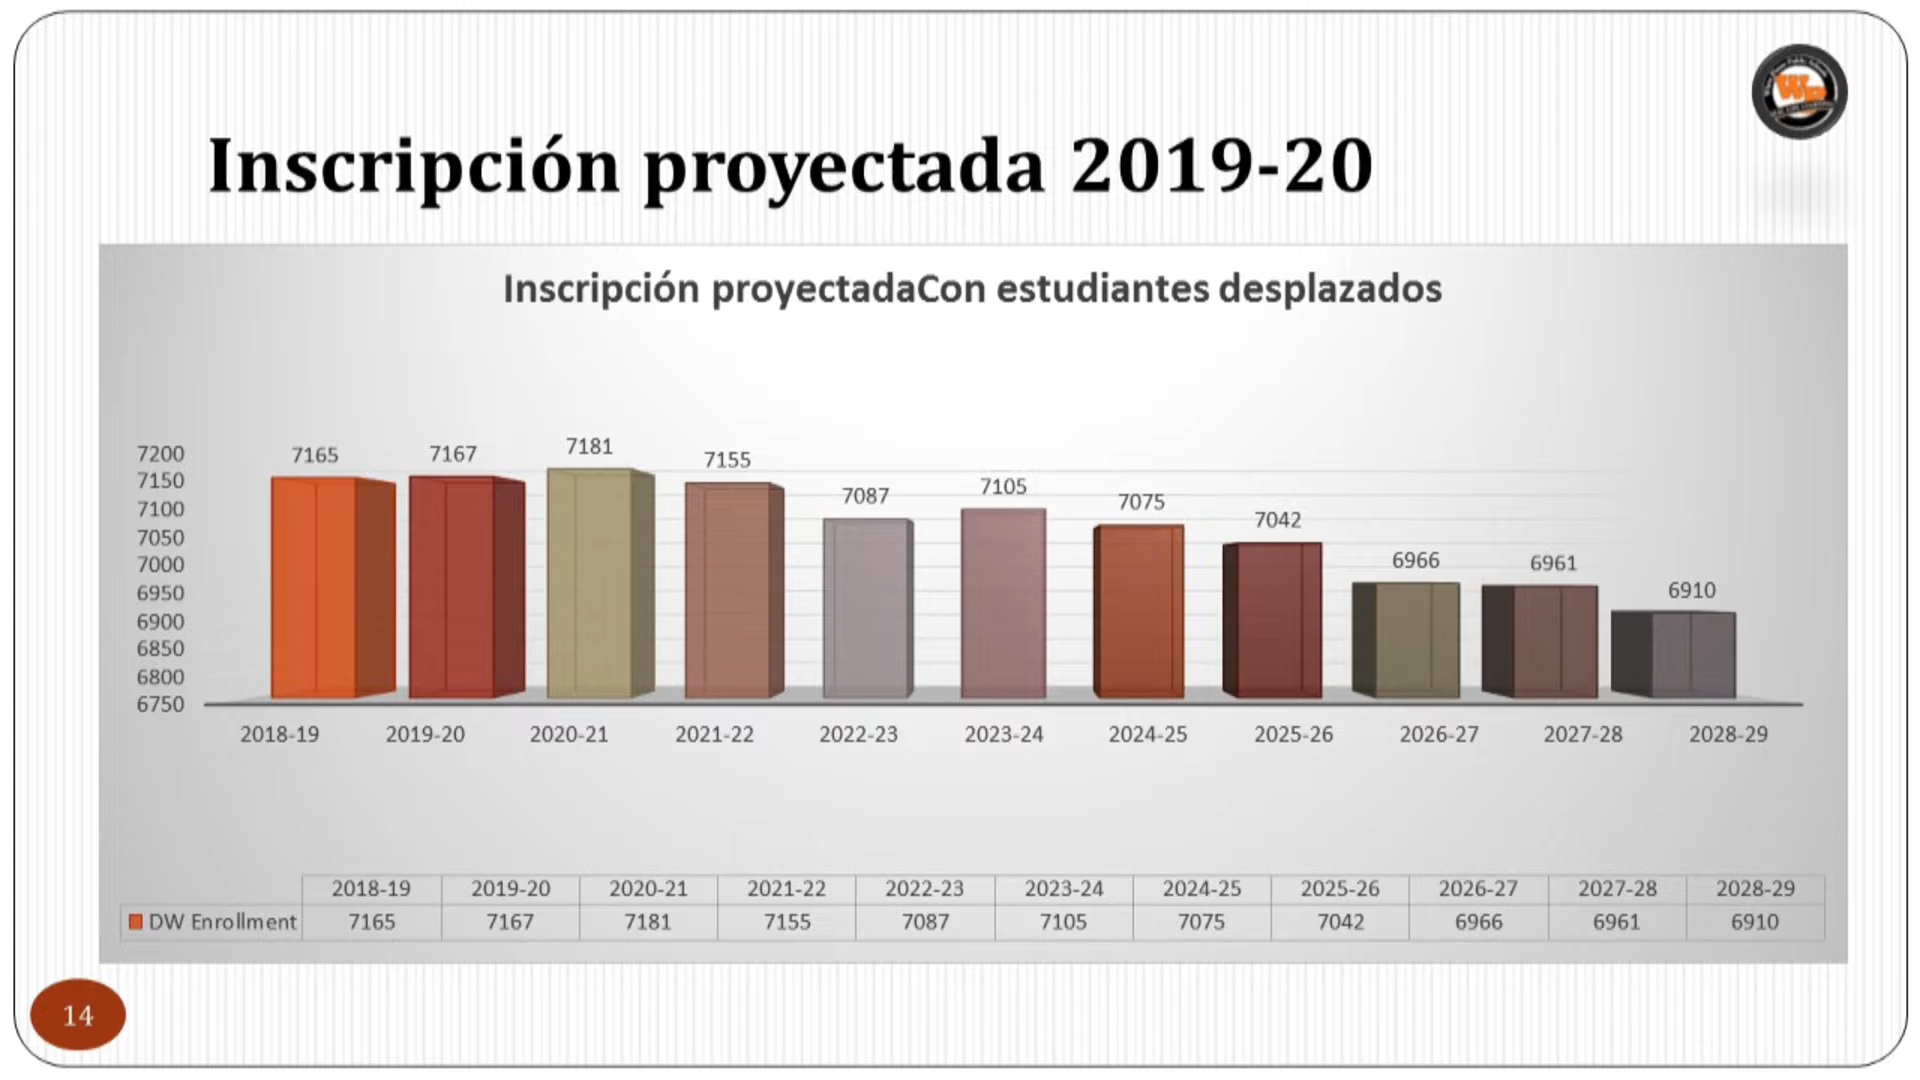 Inscripción proyectada 2019-20
Inscripción proyectadaCon estudiantes desplazados
7200
7150
7100
7050
7000
6950
6900
6850
6800
6750
7165 7167 7181 7155 7087 7105 7075 7042 6966 6961 6910
2018-19 2019-20 2020-21 2021-22 2022-23 2023-24 2024-25 2025-26 2026-27 2027-28 2028-29
2018-19 2019-20 2020-21 2021-22 2022-23 2023-24 2024-25 2025-26 2026-27 2027-28 2028-29
DW Enrollment 7165 7167 7181 7155 7087 7105 7075 7042 6966 6961 6910
14